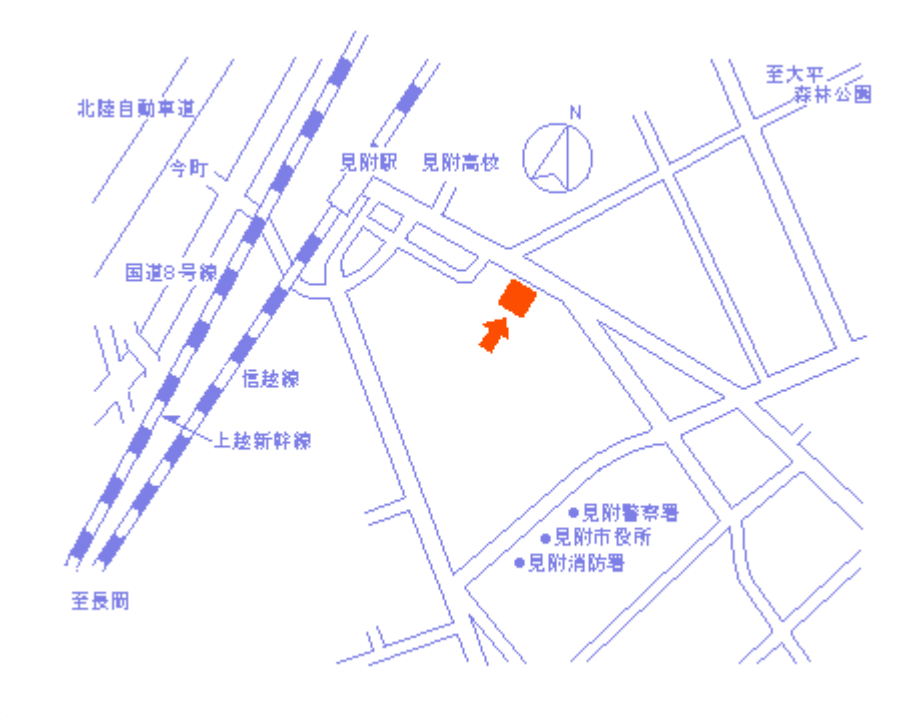 至大平
森林公園
北陸自動車道
N
今町
見附駅
見附高校
国道8号線
信越線
上越新幹線
見附警察署
見附市役所
見附消防署
至長岡